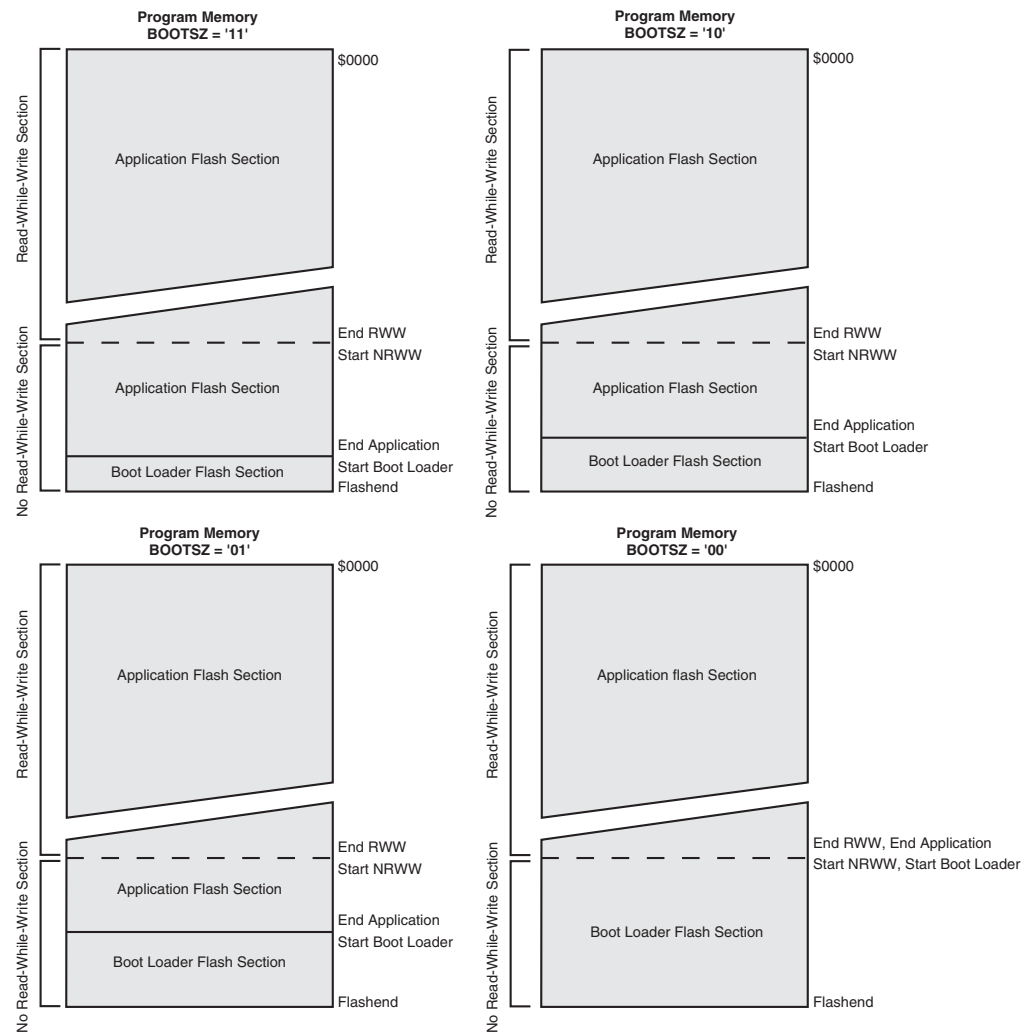 Program Memory
BOOTSZ = '11'
$0000
Read-While-Write Section
Application Flash Section
End RWW
Start NRWW
No Read-While-Write Section
Application Flash Section
End Application
Start Boot Loader
Boot Loader Flash Section
Flashend
Program Memory
BOOTSZ = '10'
$0000
Read-While-Write Section
Application Flash Section
End RWW
Start NRWW
No Read-While-Write Section
Application Flash Section
End Application
Start Boot Loader
Boot Loader Flash Section
Flashend
Program Memory
BOOTSZ = '01'
$0000
Read-While-Write Section
Application Flash Section
End RWW
Start NRWW
No Read-While-Write Section
Application Flash Section
End Application
Start Boot Loader
Boot Loader Flash Section
Flashend
Program Memory
BOOTSZ = '00'
$0000
Read-While-Write Section
Application flash Section
End RWW, End Application
Start NRWW, Start Boot Loader
No Read-While-Write Section
Boot Loader Flash Section
Flashend